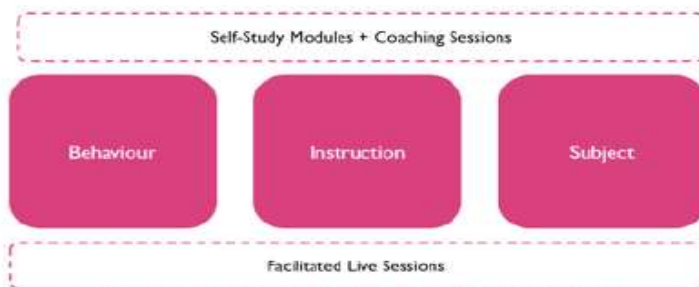 Self-Study Modules + Coaching Sessions
Behaviour Instruction Subject
Facilitated Live Sessions